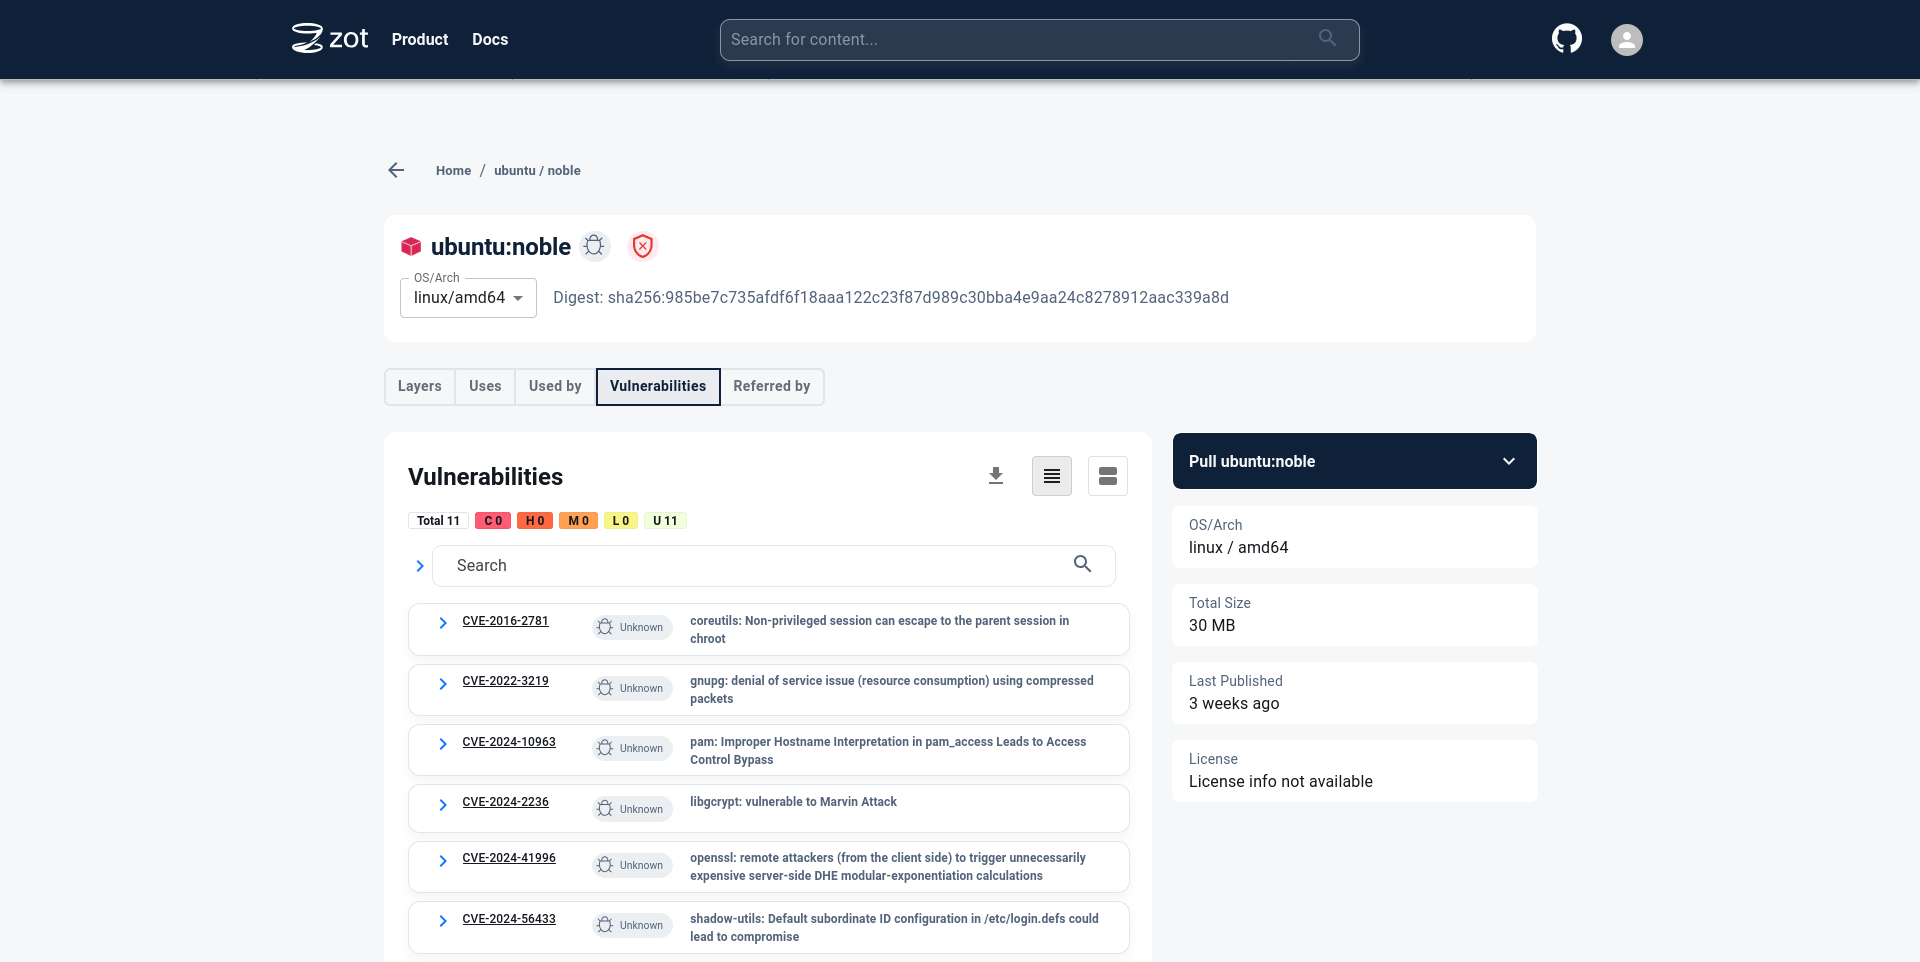 zot
Product
Docs
Search for content...
Home / ubuntu / noble
ubuntu:noble
OS/Arch
linux/amd64
Digest: sha256:985be7c735afdf6f18aaa122c23f87d989c30bba4e9aa24c8278912aac339a8d
Layers
Uses
Used by
Vulnerabilities
Referred by
Vulnerabilities
Total 11
C 0
H 0
M 0
L 0
U 11
Search
CVE-2016-2781
Unknown
coreutils: Non-privileged session can escape to the parent session in
chroot
CVE-2022-3219
Unknown
gnupg: denial of service issue (resource consumption) using compressed
packets
CVE-2024-10963
Unknown
pam: Improper Hostname Interpretation in pam_access Leads to Access
Control Bypass
CVE-2024-2236
Unknown
libgcrypt: vulnerable to Marvin Attack
CVE-2024-41996
Unknown
openssl: remote attackers (from the client side) to trigger unnecessarily
expensive server-side DHE modular-exponentiation calculations
CVE-2024-56433
Unknown
shadow-utils: Default subordinate ID configuration in /etc/login.defs could
lead to compromise
Pull ubuntu:noble
OS/Arch
linux / amd64
Total Size
30 MB
Last Published
3 weeks ago
License
License info not available